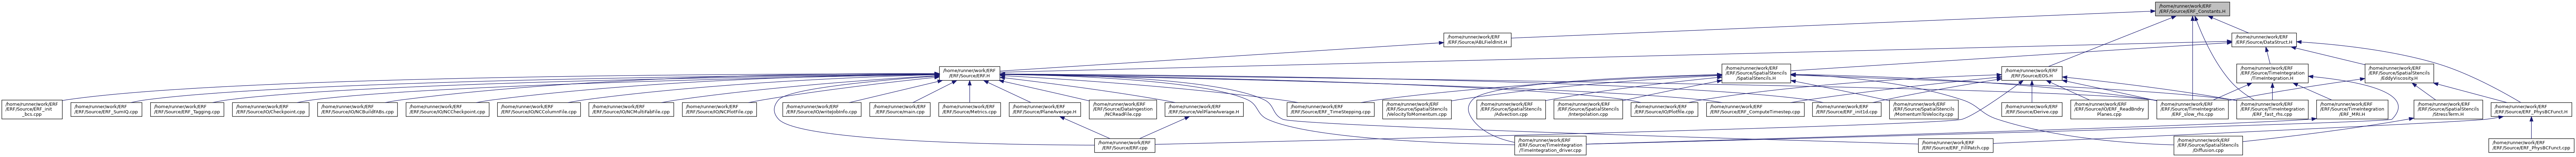 /home/runner/work/ERF
/ERF/Source/ERF_Constants.H
/home/runner/work/ERF
/ERF/Source/ABLFieldInit.H
/home/runner/work/ERF
/ERF/Source/DataStruct.H
/home/runner/work/ERF
/ERF/Source/ERF.H
/home/runner/work/ERF
/ERF/Source/SpatialStencils
/SpatialStencils.H
/home/runner/work/ERF
/ERF/Source/EOS.H
/home/runner/work/ERF
/ERF/Source/TimeIntegration
/TimeIntegration.H
/home/runner/work/ERF
/ERF/Source/SpatialStencils
/EddyViscosity.H
/home/runner/work/ERF
/ERF/Source/ERF_init
_bcs.cpp
/home/runner/work/ERF
/ERF/Source/ERF_SumIQ.cpp
/home/runner/work/ERF
/ERF/Source/ERF_Tagging.cpp
/home/runner/work/ERF
/ERF/Source/IO/Checkpoint.cpp
/home/runner/work/ERF
/ERF/Source/IO/NCBuildFABs.cpp
/home/runner/work/ERF
/ERF/Source/IO/NCCheckpoint.cpp
/home/runner/work/ERF
/ERF/Source/IO/NCColumnFile.cpp
/home/runner/work/ERF
/ERF/Source/IO/NCMultiFabFile.cpp
/home/runner/work/ERF
/ERF/Source/IO/NCPlotFile.cpp
/home/runner/work/ERF
/ERF/Source/IO/writeJobInfo.cpp
/home/runner/work/ERF
/ERF/Source/main.cpp
/home/runner/work/ERF
/ERF/Source/Metrics.cpp
/home/runner/work/ERF
/ERF/Source/PlaneAverage.H
/home/runner/work/ERF
/ERF/Source/DataIngestion
/NCReadFile.cpp
/home/runner/work/ERF
/ERF/Source/VelPlaneAverage.H
/home/runner/work/ERF
/ERF/Source/ERF_TimeStepping.cpp
/home/runner/work/ERF
/ERF/Source/SpatialStencils
/VelocityToMomentum.cpp
/home/runner/work/ERF
/ERF/Source/SpatialStencils
/Advection.cpp
/home/runner/work/ERF
/ERF/Source/SpatialStencils
/Interpolation.cpp
/home/runner/work/ERF
/ERF/Source/IO/Plotfile.cpp
/home/runner/work/ERF
/ERF/Source/ERF_ComputeTimestep.cpp
/home/runner/work/ERF
/ERF/Source/ERF_init1d.cpp
/home/runner/work/ERF
/ERF/Source/SpatialStencils
/MomentumToVelocity.cpp
/home/runner/work/ERF
/ERF/Source/Derive.cpp
/home/runner/work/ERF
/ERF/Source/IO/ERF_ReadBndry
Planes.cpp
/home/runner/work/ERF
/ERF/Source/TimeIntegration
/ERF_slow_rhs.cpp
/home/runner/work/ERF
/ERF/Source/TimeIntegration
/ERF_fast_rhs.cpp
/home/runner/work/ERF
/ERF/Source/TimeIntegration
/ERF_MRI.H
/home/runner/work/ERF
/ERF/Source/SpatialStencils
/StressTerm.H
/home/runner/work/ERF
/ERF/Source/ERF_PhysBCFunct.H
/home/runner/work/ERF
/ERF/Source/ERF.cpp
/home/runner/work/ERF
/ERF/Source/TimeIntegration
/TimeIntegration_driver.cpp
/home/runner/work/ERF
/ERF/Source/ERF_FillPatch.cpp
/home/runner/work/ERF
/ERF/Source/SpatialStencils
/Diffusion.cpp
/home/runner/work/ERF
/ERF/Source/ERF_PhysBCFunct.cpp